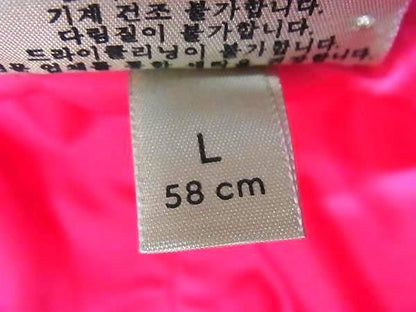 기계 건조 불가합니다.
다림질이 불가합니다.
드라이클리닝이 불가합니다.
L
58 cm